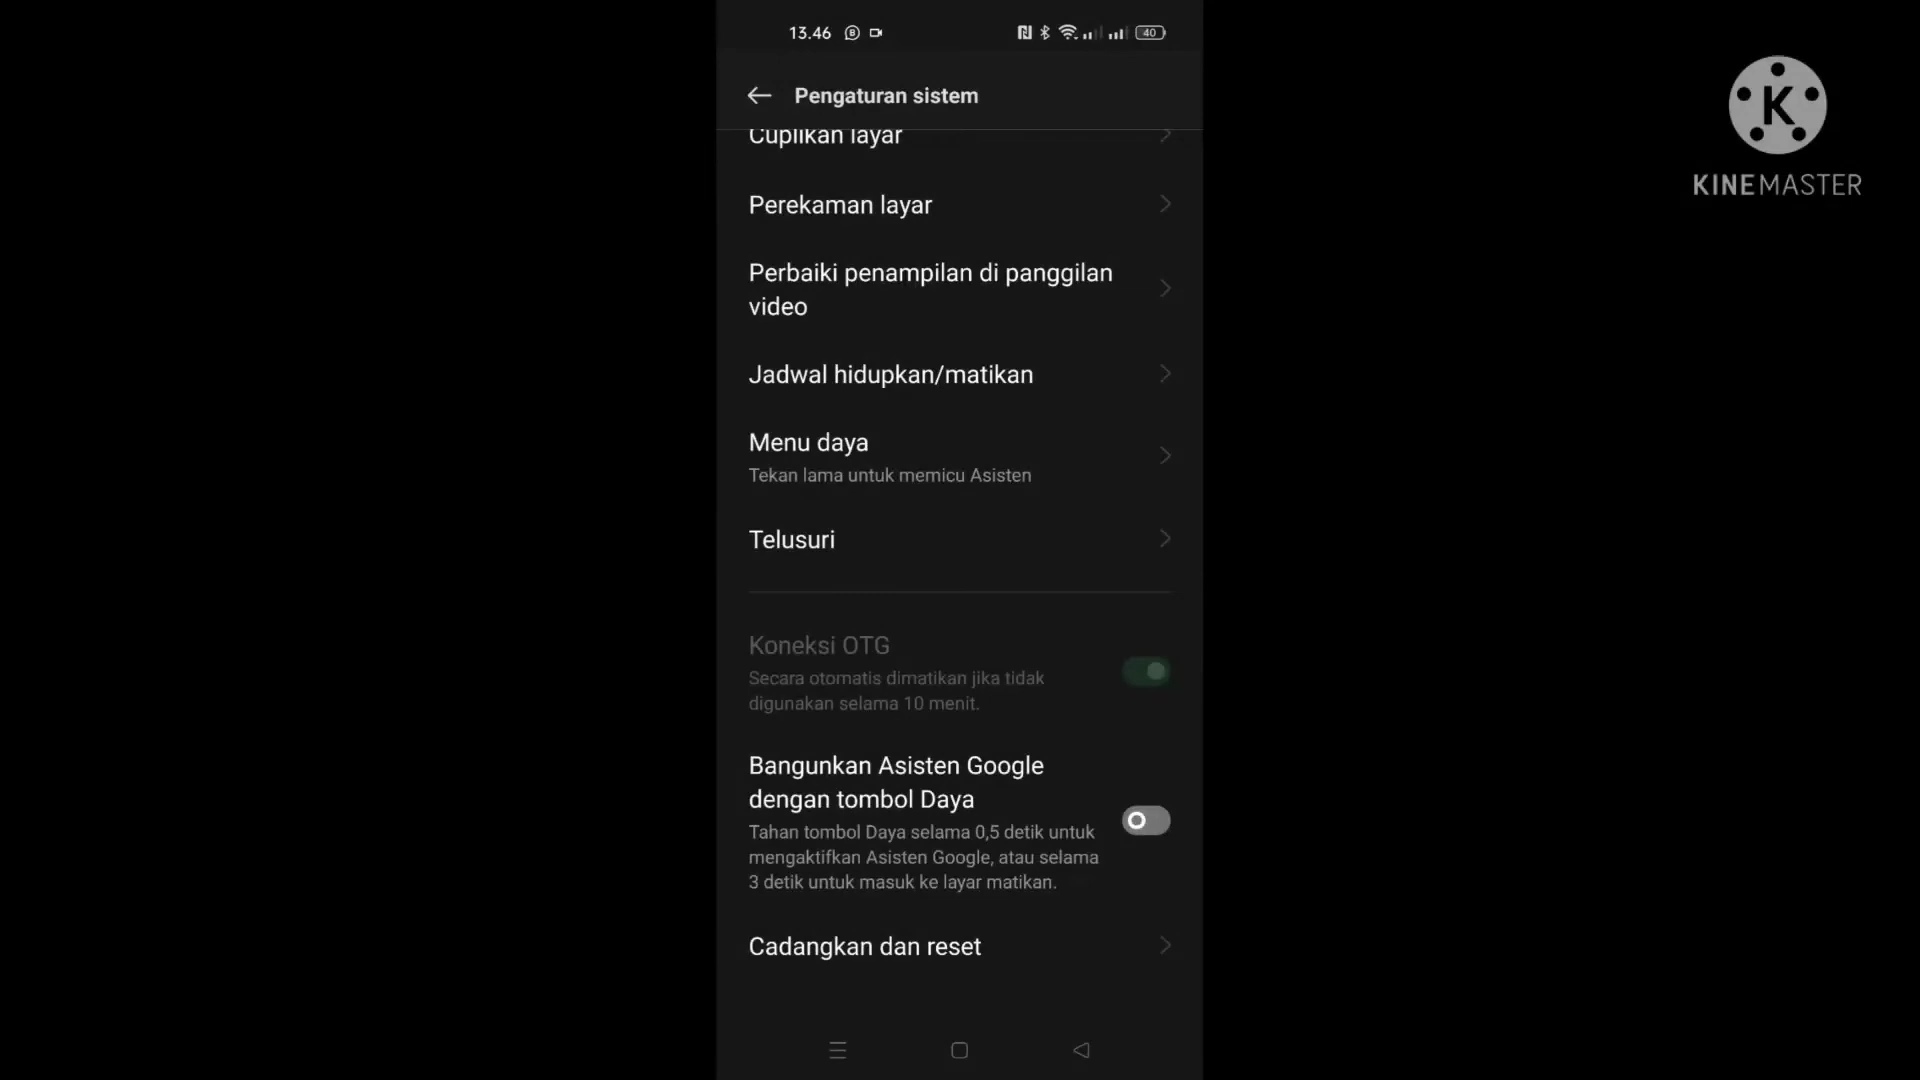 13.46
40
Pengaturan sistem
Cuplikan layar
Perekaman layar
Perbaiki penampilan di panggilan
video
Jadwal hidupkan/matikan
Menu daya
Tekan lama untuk memicu Asisten
Telusuri
Koneksi OTG
Secara otomatis dimatikan jika tidak
digunakan selama 10 menit.
Bangunkan Asisten Google
dengan tombol Daya
Tahan tombol Daya selama 0,5 detik untuk
mengaktifkan Asisten Google, atau selama
3 detik untuk masuk ke layar matikan.
Cadangkan dan reset
K
KINEMASTER